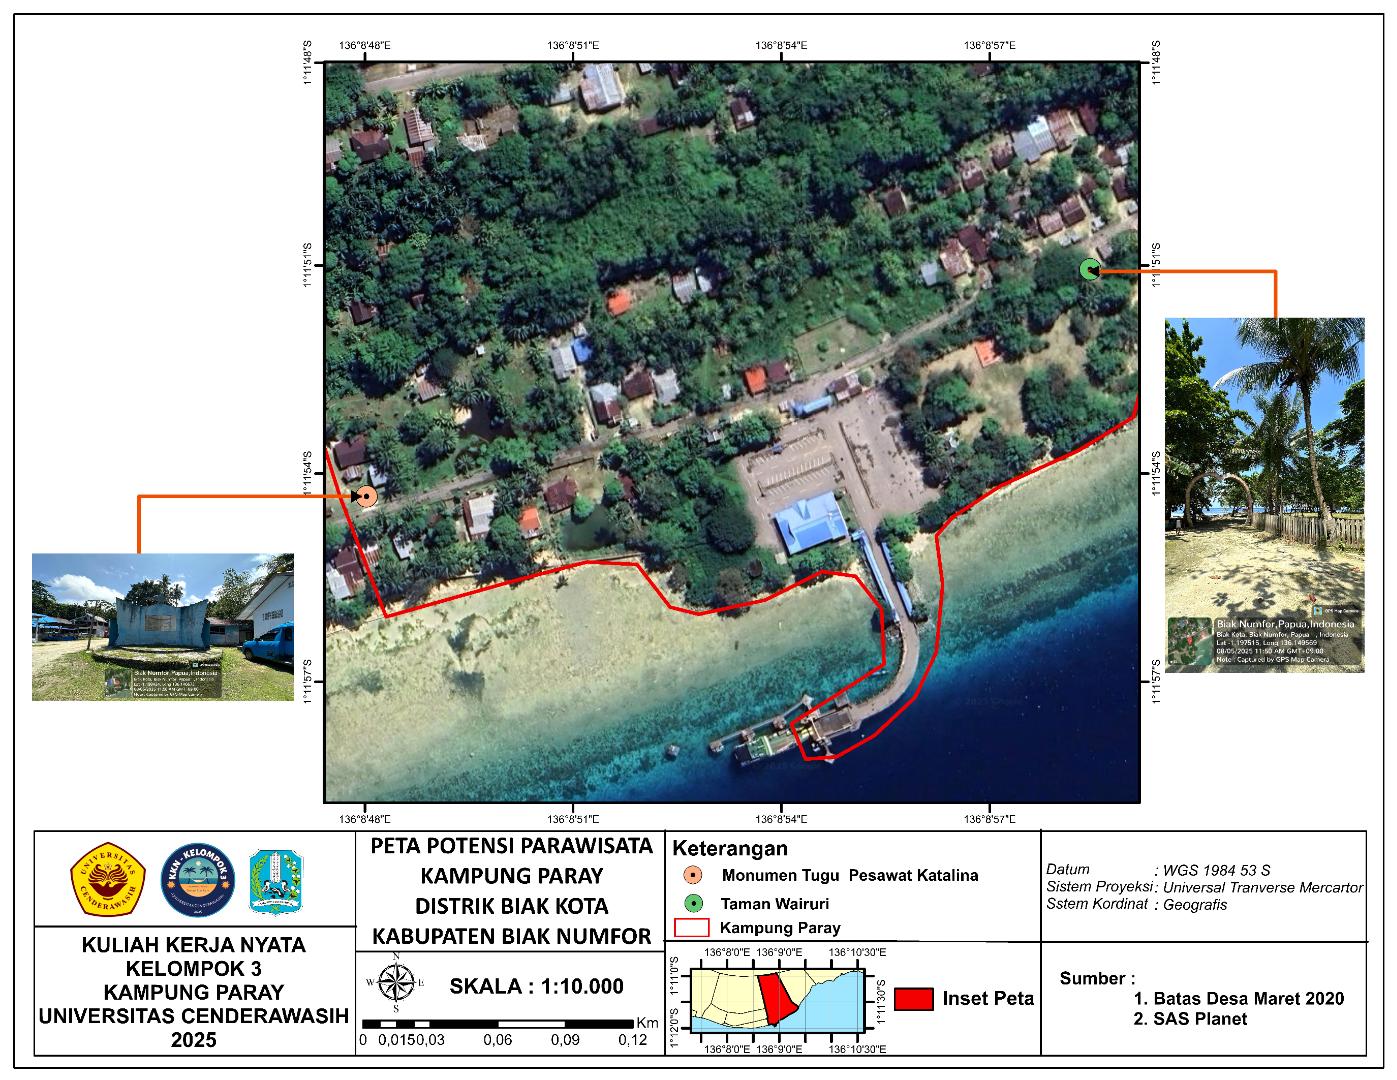 136°8'48"E 136°8'51"E 136°8'54"E 136°8'57"E
1°11'48"S 1°11'48"S
1°11'51"S 1°11'51"S
1°11'54"S 1°11'54"S
1°11'57"S 1°11'57"S
136°8'48"E 136°8'51"E 136°8'54"E 136°8'57"E
Biak Numfor,Papua,Indonesia
GPS Map Camera
Biak Numfor,Papua,Indonesia
Biak Kota, Biak Numfor, Papua , Indonesia
Lat -1.197515, Long 136.149569
08/05/2025 11:50 AM GMT+09:00
Note : Captured by GPS Map Camera
UNIVERSITAS
CENDERAWASIH
KKN - KELOMPOK 3
PETA POTENSI PARAWISATA
KAMPUNG PARAY
DISTRIK BIAK KOTA
KABUPATEN BIAK NUMFOR
KULIAH KERJA NYATA
KELOMPOK 3
KAMPUNG PARAY
UNIVERSITAS CENDERAWASIH
2025
N
W E
S
SKALA : 1:10.000
Km
0 0,0150,03 0,06 0,09 0,12
Keterangan
Monumen Tugu Pesawat Katalina
Taman Wairuri
Kampung Paray
136°8'0"E 136°9'0"E 136°10'30"E
1°11'0"S
1°12'0"S
1°11'30"S
136°8'0"E 136°9'0"E 136°10'30"E
Inset Peta
Datum : WGS 1984 53 S
Sistem Proyeksi : Universal Tranverse Mercartor
Sstem Kordinat : Geografis
Sumber :
1. Batas Desa Maret 2020
2. SAS Planet